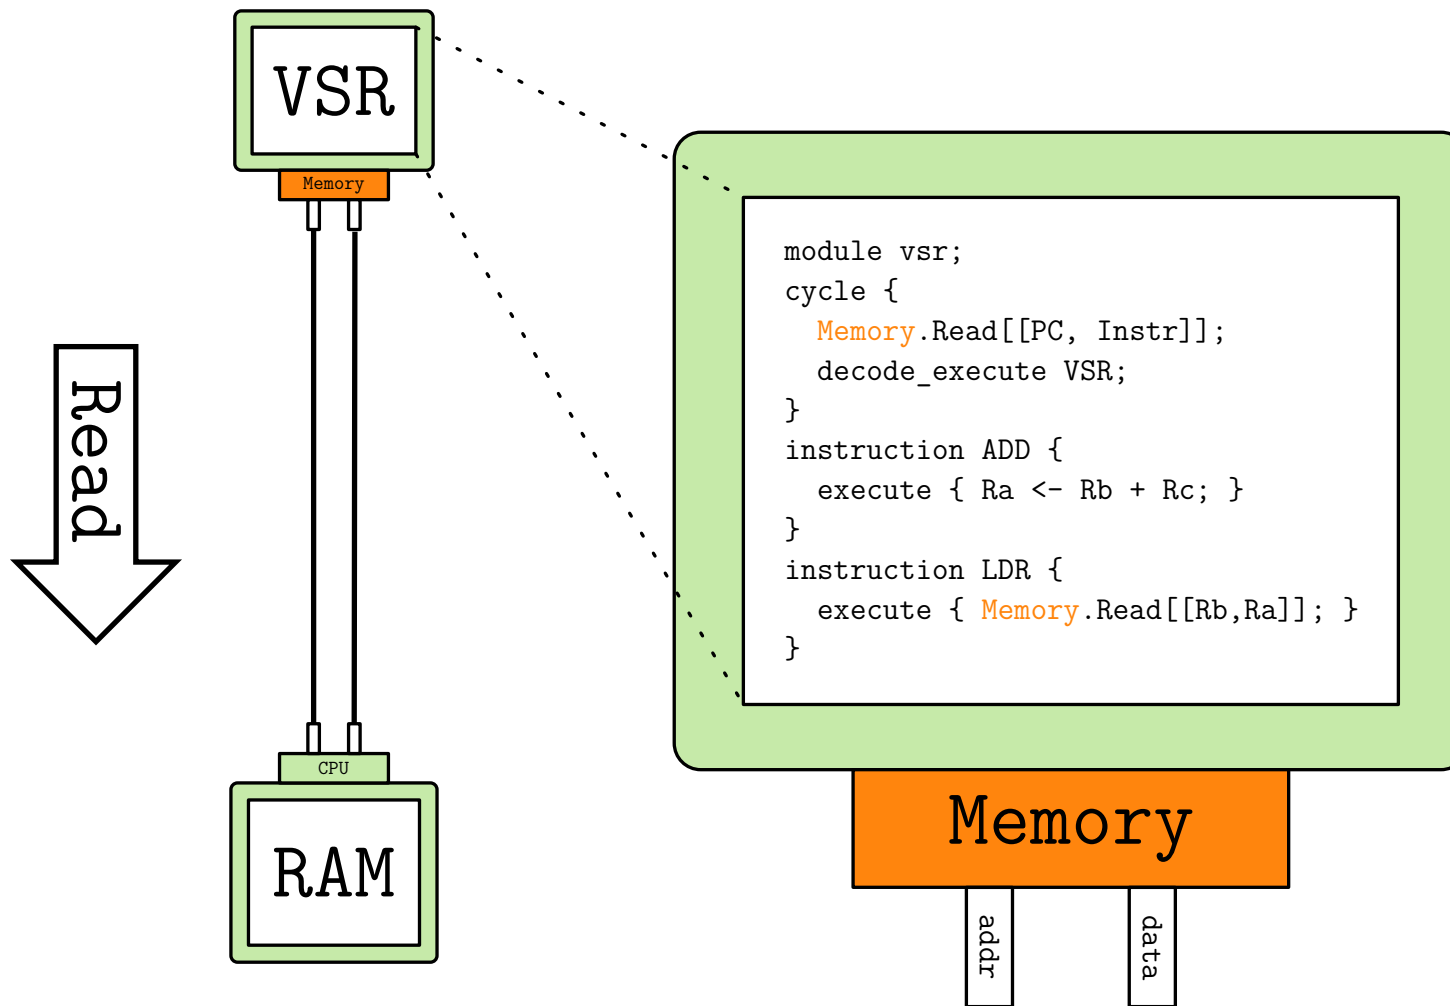 VSR
Memory
Read
CPU
RAM
module vsr;
cycle {
  Memory.Read[[PC, Instr]];
  decode_execute VSR;
}
instruction ADD {
  execute { Ra <- Rb + Rc; }
}
instruction LDR {
  execute { Memory.Read[[Rb,Ra]]; }
}
Memory
addr
data